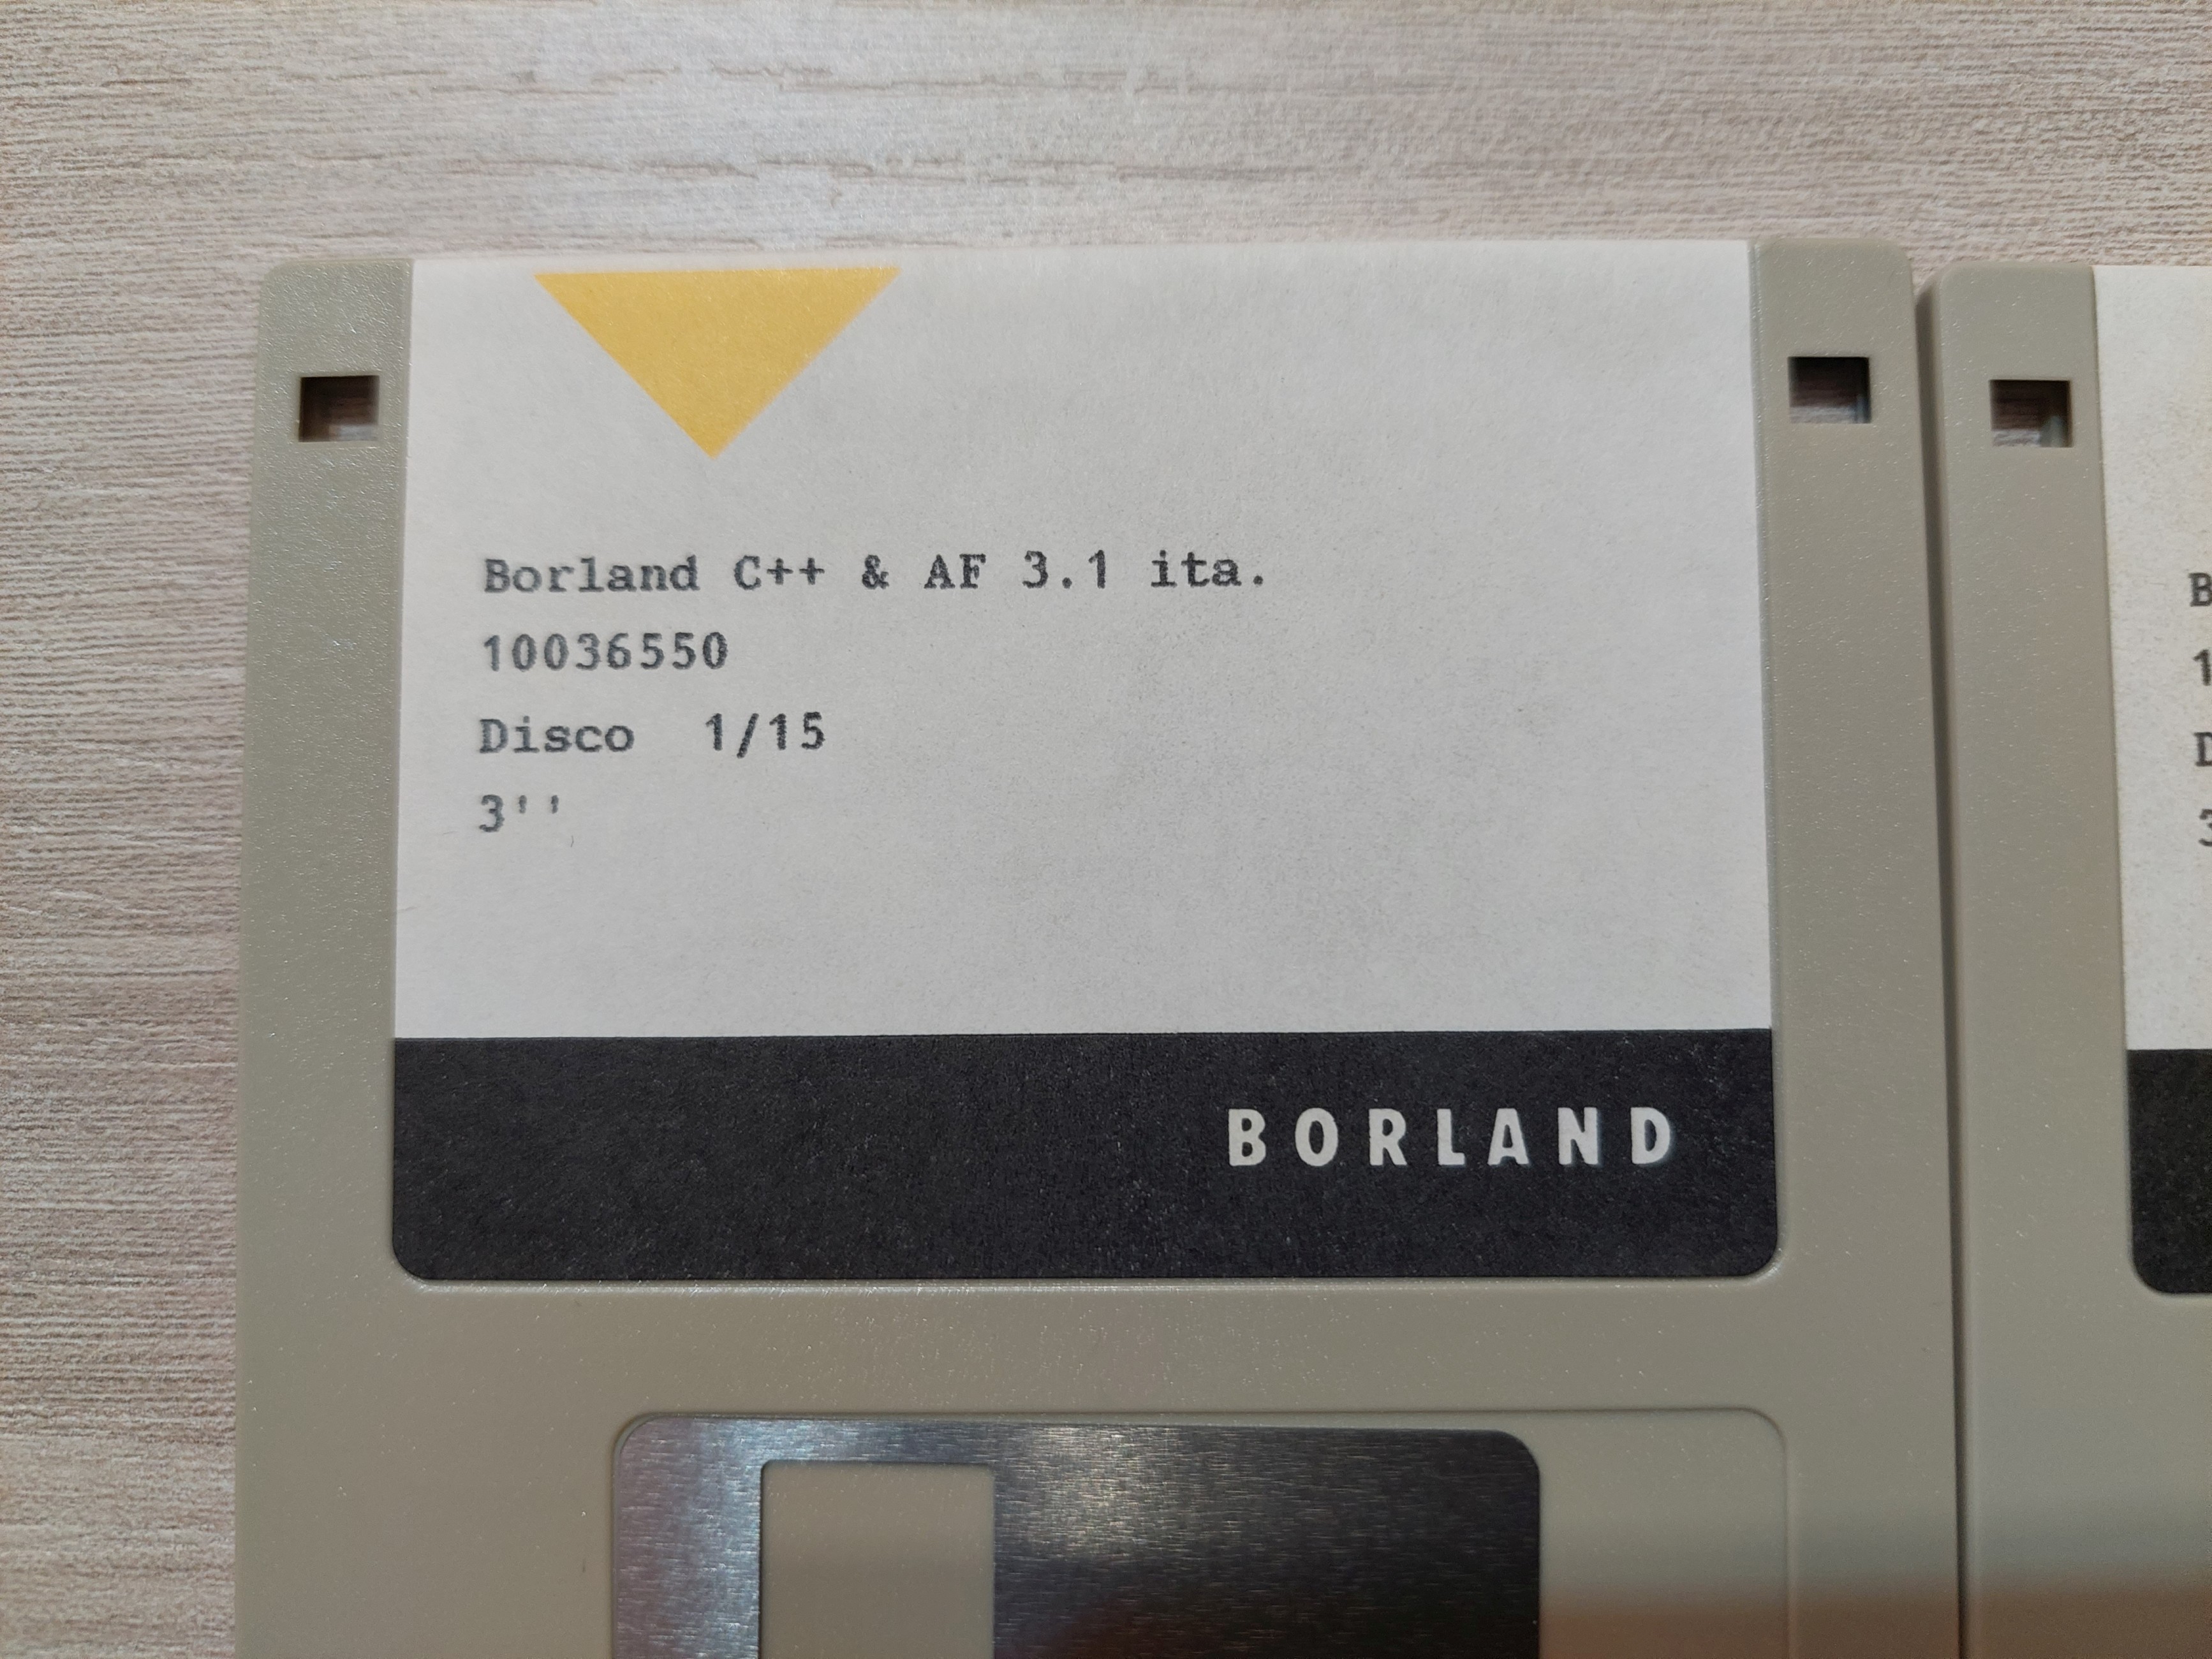 Borland C++ & AF 3.1 ita.
10036550
Disco 1/15
3''
BORLAND